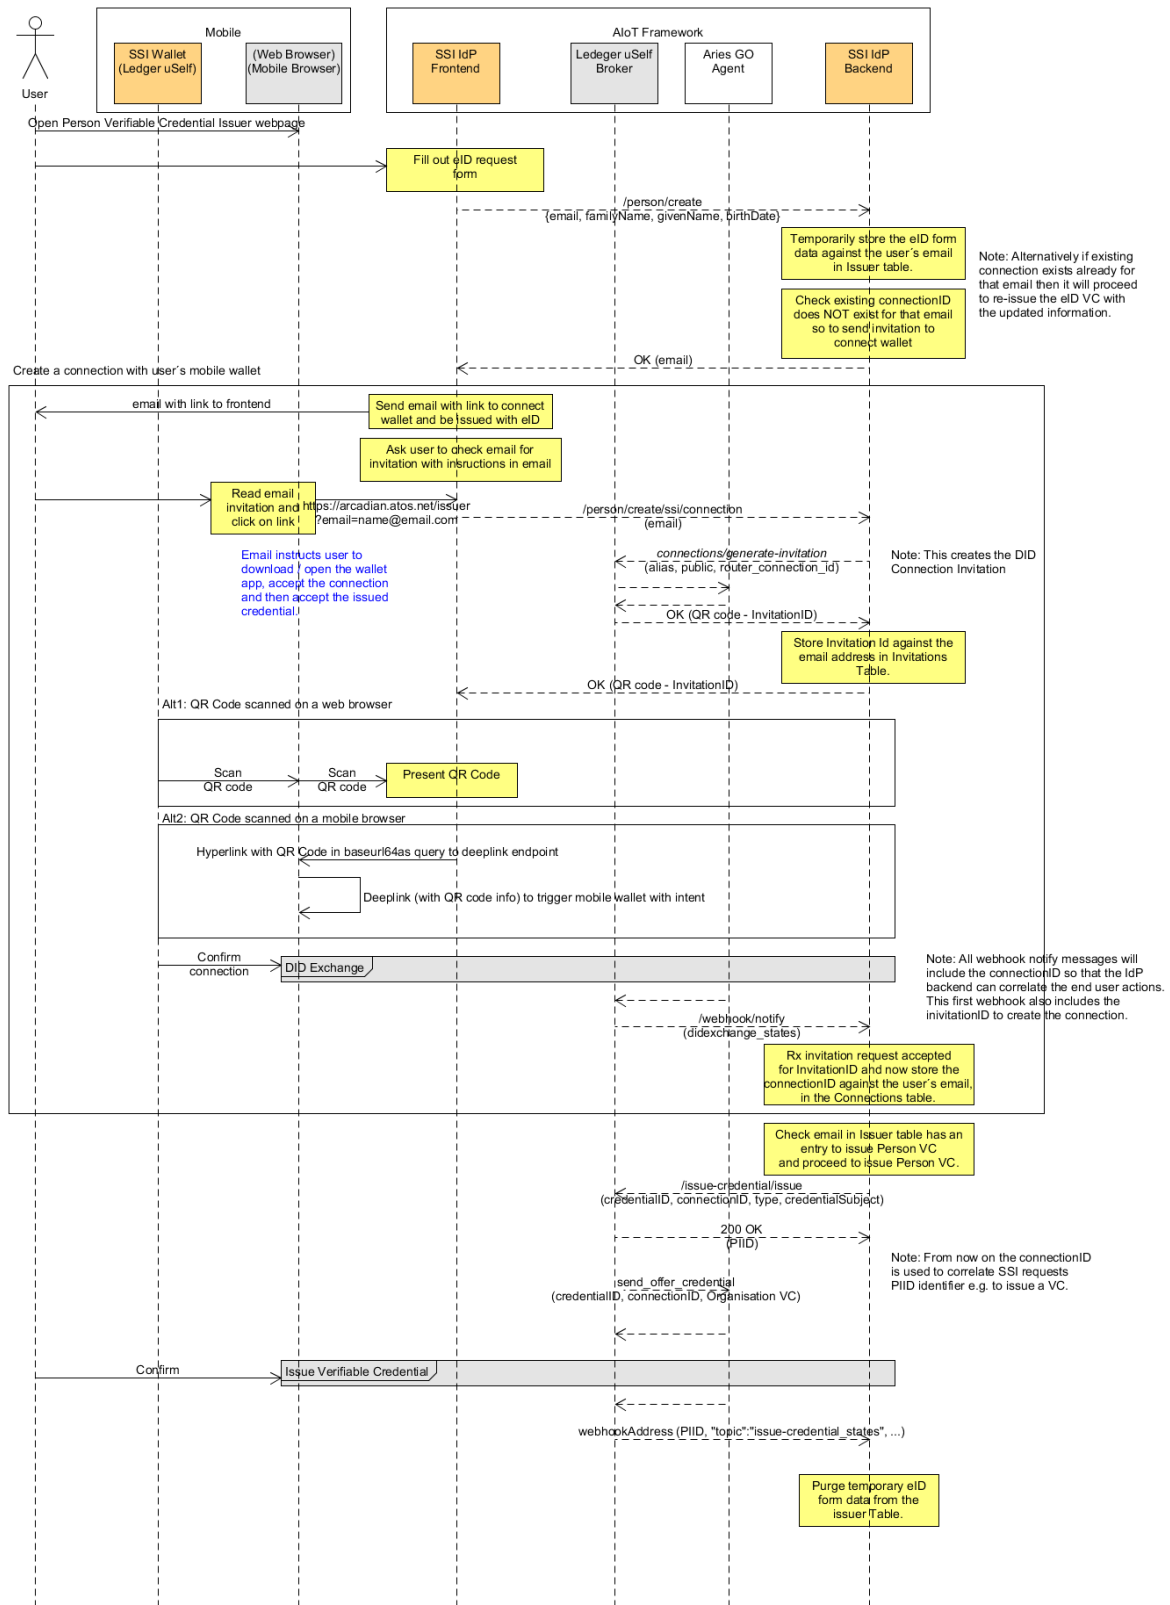 Mobile
AIoT Framework
SSI Wallet
(Ledger uSelf)
(Web Browser)
(Mobile Browser)
SSI IdP
Frontend
Ledeger uSelf
Broker
Aries GO
Agent
SSI IdP
Backend
User
Open Person Verifiable Credential Issuer webpage
Fill out eID request
form
/person/create
{email, familyName, givenName, birthDate}
Temporarily store the eID form
data against the user´s email
in Issuer table.
Note: Alternatively if existing
connection exists already for
that email then it will proceed
to re-issue the eID VC with
the updated information.
Check existing connectionID
does NOT exist for that email
so to send invitation to
connect wallet
OK (email)
Create a connection with user´s mobile wallet
email with link to frontend
Send email with link to connect
wallet and be issued with eID
Ask user to check email for
invitation with insructions in email
Read email
invitation and
click on link
https://arcadian.atos.net/issuer
?email=name@email.com
/person/create/ssi/connection
(email)
Email instructs user to
download / open the wallet
app, accept the connection
and then accept the issued
credential.
connections/generate-invitation
(alias, public, router_connection_id)
Note: This creates the DID
Connection Invitation
OK (QR code - InvitationID)
Store Invitation Id against the
email address in Invitations
Table.
OK (QR code - InvitationID)
Alt1: QR Code scanned on a web browser
Scan
QR code
Scan
QR code
Present QR Code
Alt2: QR Code scanned on a mobile browser
Hyperlink with QR Code in baseurl64as query to deeplink endpoint
Deeplink (with QR code info) to trigger mobile wallet with intent
Confirm
connection
DID Exchange
Note: All webhook notify messages will
include the connectionID so that the IdP
backend can correlate the end user actions.
This first webhook also includes the
inivitationID to create the connection.
/webhook/notify
(didexchange_states)
Rx invitation request accepted
for InvitationID and now store the
connectionID against the user´s email,
in the Connections table.
Check email in Issuer table has an
entry to issue Person VC
and proceed to issue Person VC.
/issue-credential/issue
(credentialID, connectionID, type, credentialSubject)
200 OK
(PIID)
Note: From now on the connectionID
is used to correlate SSI requests
PIID identifier e.g. to issue a VC.
send_offer_credential
(credentialID, connectionID, Organisation VC)
Confirm
Issue Verifiable Credential
webhookAddress (PIID, "topic":"issue-credential_states", ...)
Purge temporary eID
form data from the
issuer Table.